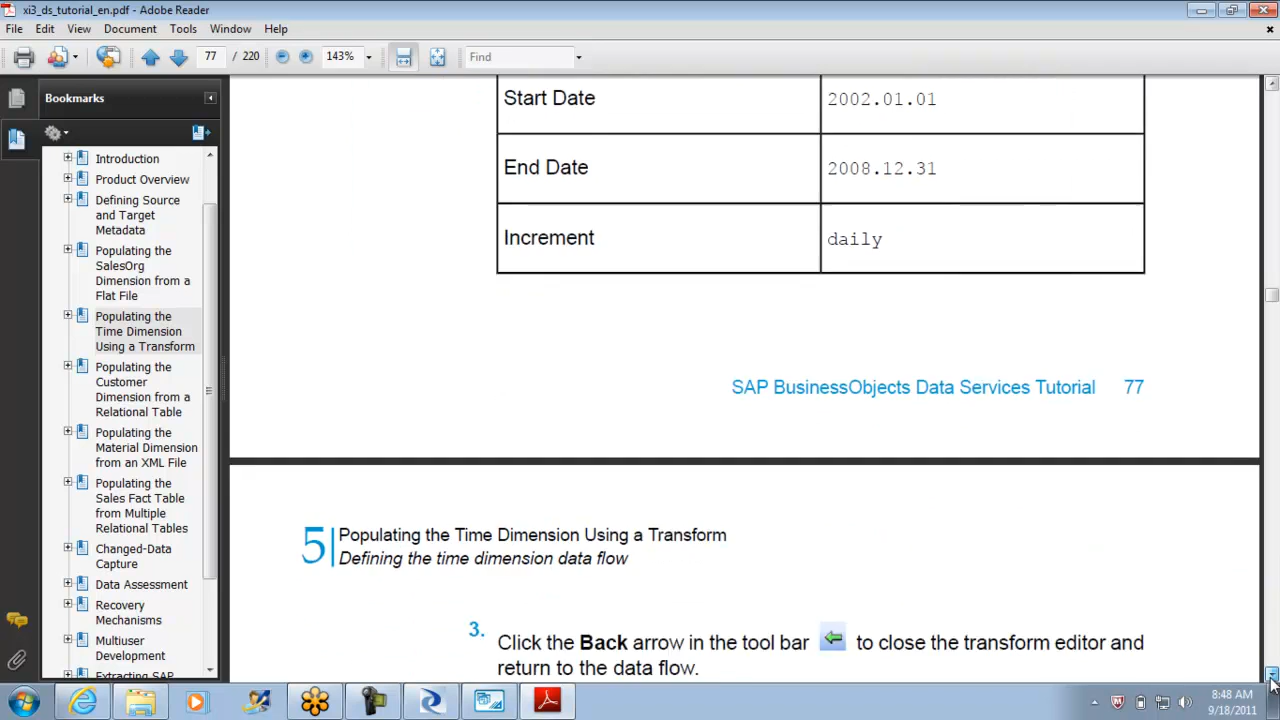 xi3_ds_tutorial_en.pdf - Adobe Reader
File Edit View Document Tools Window Help
77 / 220 143% Find
Bookmarks
Introduction
Product Overview
Defining Source
and Target
Metadata
Populating the
SalesOrg
Dimension from a
Flat File
Populating the
Time Dimension
Using a Transform
Populating the
Customer
Dimension from a
Relational Table
Populating the
Material Dimension
from an XML File
Populating the
Sales Fact Table
from Multiple
Relational Tables
Changed-Data
Capture
Data Assessment
Recovery
Mechanisms
Multiuser
Development
Extracting SAP
Start Date 2002.01.01
End Date 2008.12.31
Increment daily
SAP BusinessObjects Data Services Tutorial 77
5 Populating the Time Dimension Using a Transform
Defining the time dimension data flow
3. Click the Back arrow in the tool bar to close the transform editor and
return to the data flow.
8:48 AM
9/18/2011